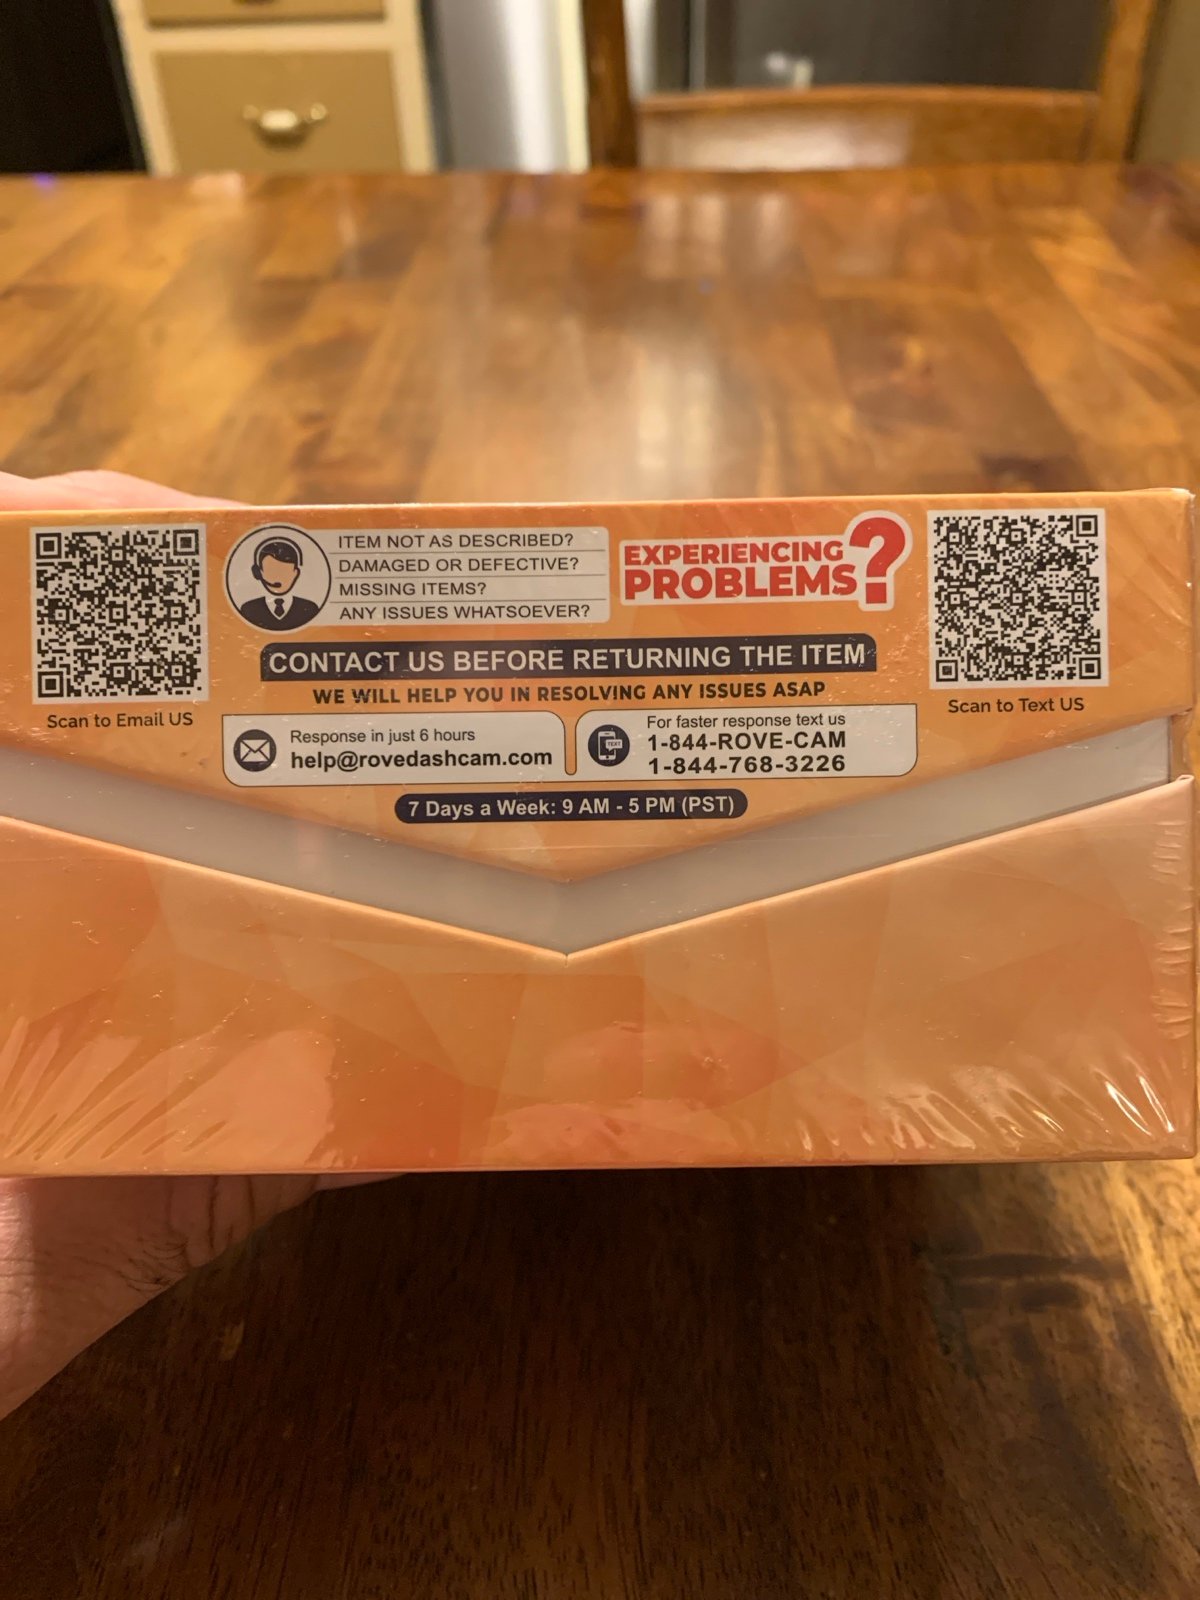 ITEM NOT AS DESCRIBED?
DAMAGED OR DEFECTIVE?
MISSING ITEMS?
ANY ISSUES WHATSOEVER?
EXPERIENCING
PROBLEMS?
CONTACT US BEFORE RETURNING THE ITEM
WE WILL HELP YOU IN RESOLVING ANY ISSUES ASAP
Scan to Email US
Scan to Text US
Response in just 6 hours
help@rovedashcam.com
TEXT
For faster response text us
1-844-ROVE-CAM
1-844-768-3226
7 Days a Week: 9 AM - 5 PM (PST)